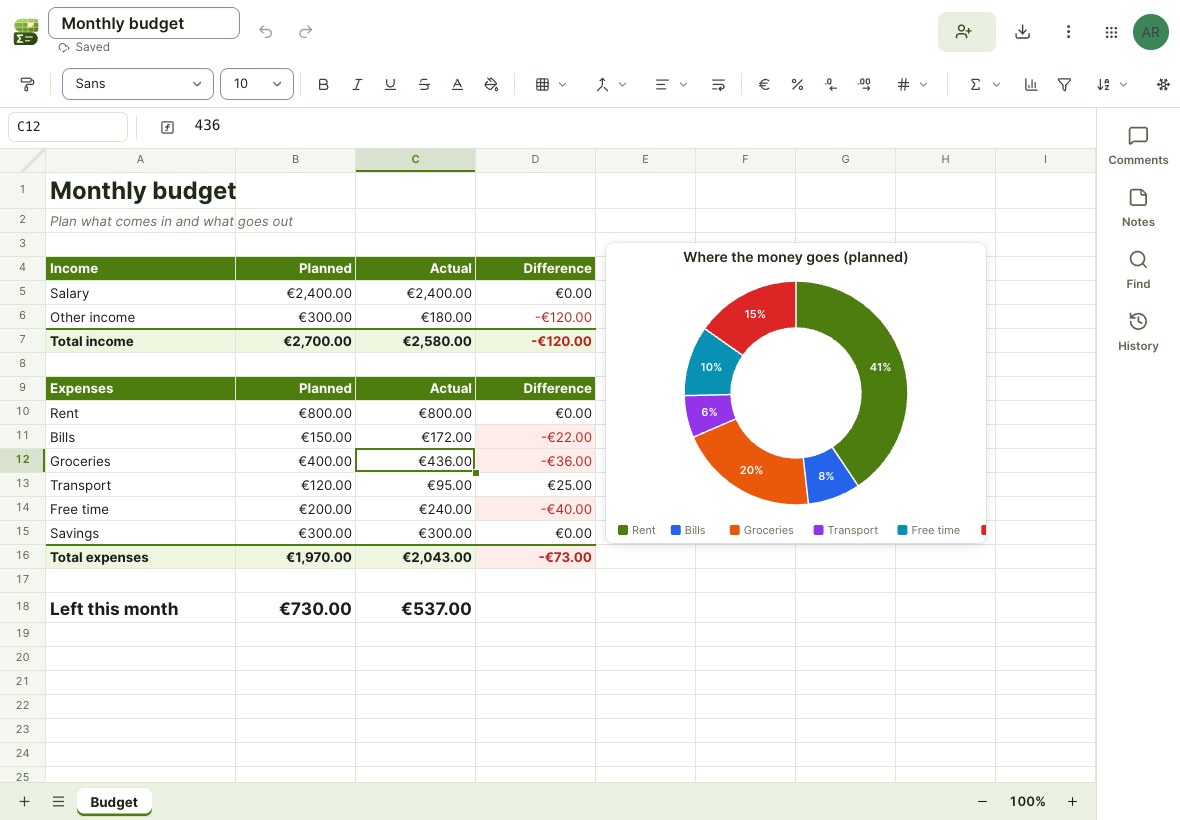 Monthly budget
Saved
AR
Sans
10
B I U S A € % .0 .00 # Σ
C12
436
Comments
Notes
Find
History
A B C D E F G H I
1 Monthly budget
2 Plan what comes in and what goes out
3
4 Income Planned Actual Difference
5 Salary €2,400.00 €2,400.00 €0.00
6 Other income €300.00 €180.00 -€120.00
7 Total income €2,700.00 €2,580.00 -€120.00
8
9 Expenses Planned Actual Difference
10 Rent €800.00 €800.00 €0.00
11 Bills €150.00 €172.00 -€22.00
12 Groceries €400.00 €436.00 -€36.00
13 Transport €120.00 €95.00 €25.00
14 Free time €200.00 €240.00 -€40.00
15 Savings €300.00 €300.00 €0.00
16 Total expenses €1,970.00 €2,043.00 -€73.00
17
18 Left this month €730.00 €537.00
19
20
21
22
23
24
25
Where the money goes (planned)
15%
41%
10%
6%
20%
8%
Rent Bills Groceries Transport Free time
Budget
100%